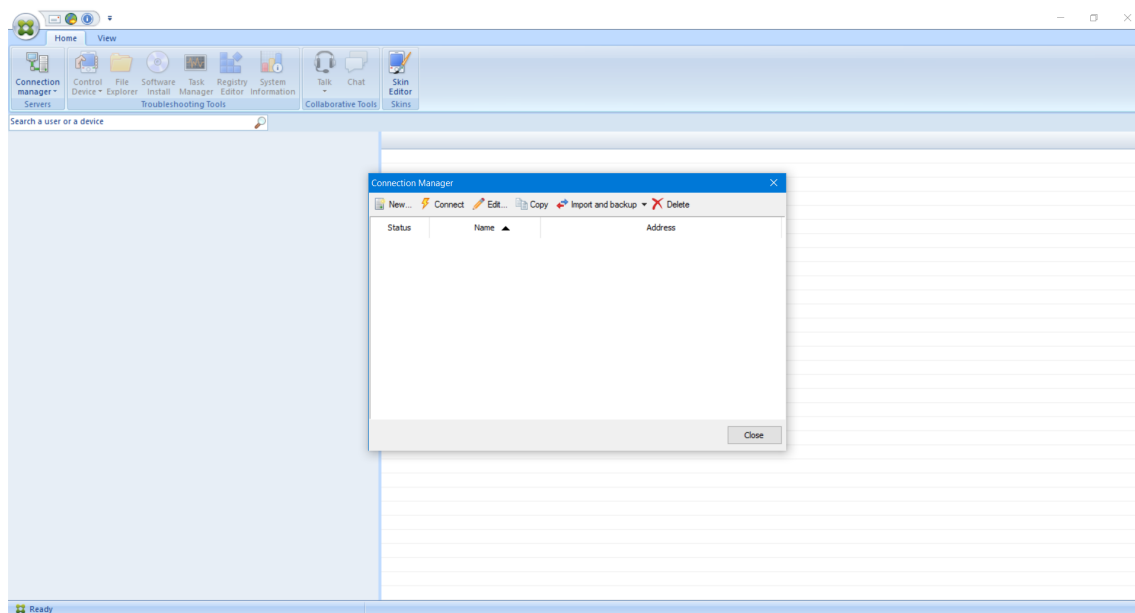 Home View
Connection manager
Control Device
File Explorer
Software Install
Task Manager
Registry Editor
System Information
Talk
Chat
Skin Editor
Servers
Troubleshooting Tools
Collaborative Tools
Skins
Search a user or a device
Connection Manager
New... Connect Edit... Copy Import and backup Delete
Status Name Address
Close
Ready